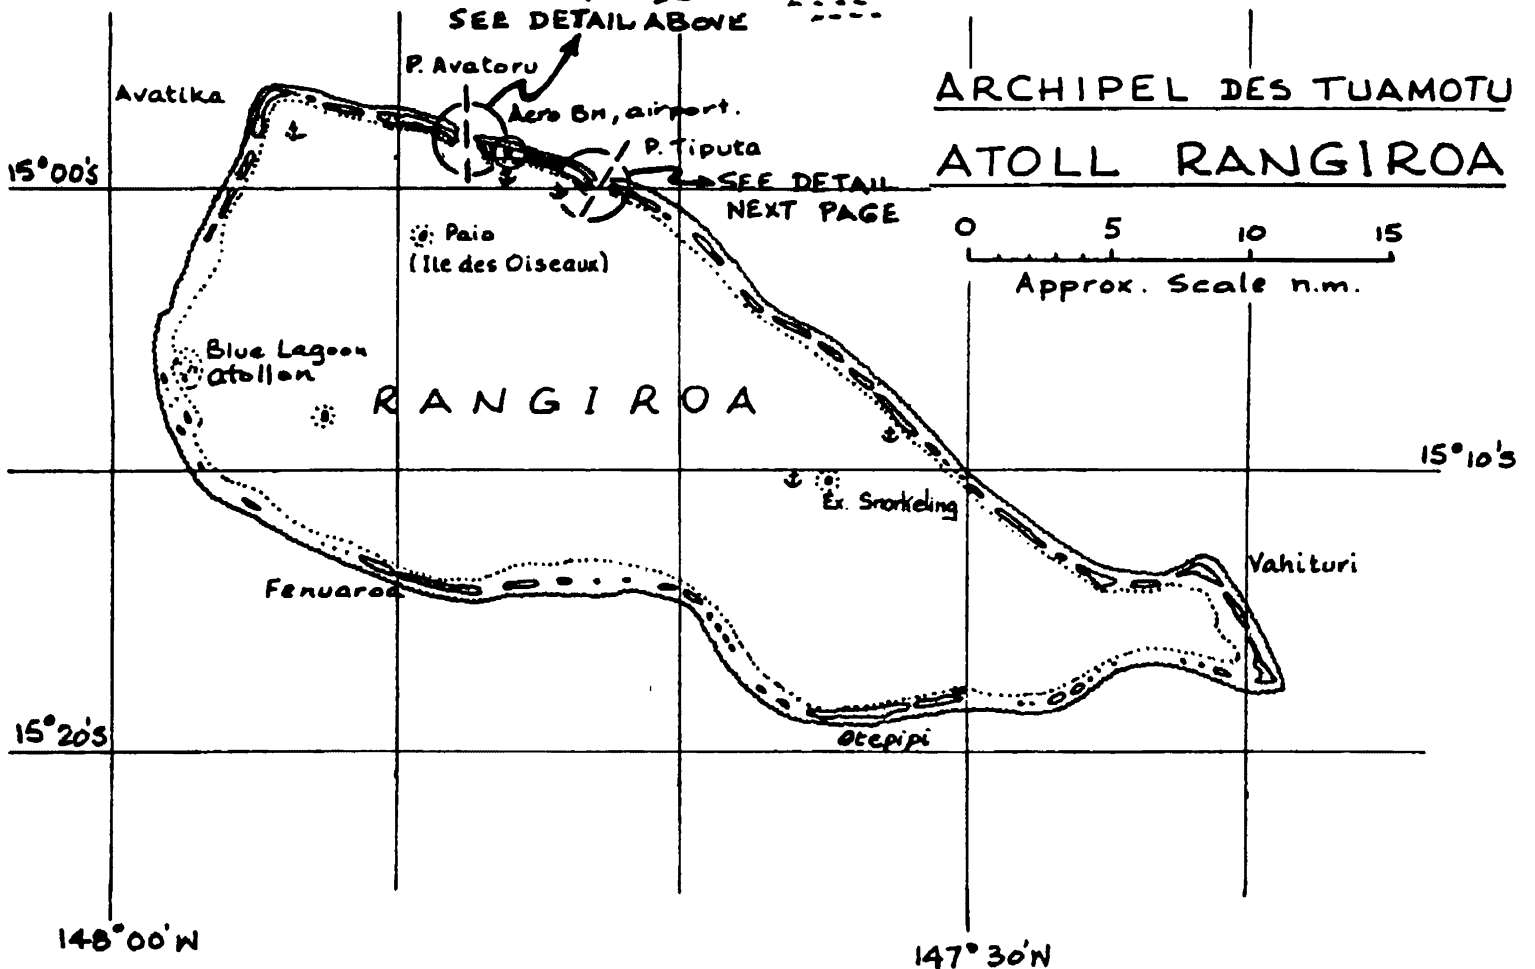 SEE DETAIL ABOVE
P. Avatoru
Avatika
Aero Bn, airport.
ARCHIPEL DES TUAMOTU
P. Tiputa
ATOLL RANGIROA
15°00'S
SEE DETAIL
NEXT PAGE
Paio
(Ile des Oiseaux)
0 5 10 15
Approx. Scale n.m.
Blue Lagoon
atollon
RANGIROA
15°10'S
Ex. Snorkeling
Vahituri
Fenuaroa
15°20'S
Otepipi
148°00'W
147°30'W